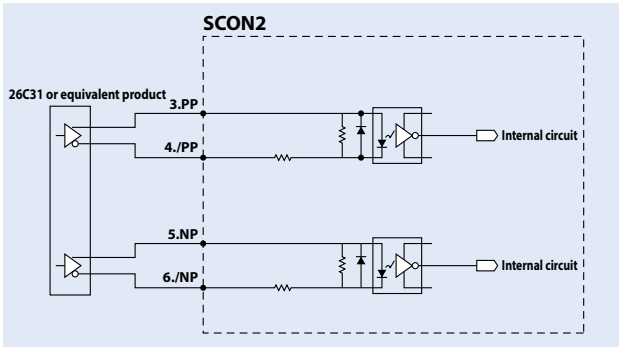 SCON2
26C31 or equivalent product
3.PP
4./PP
Internal circuit
5.NP
6./NP
Internal circuit